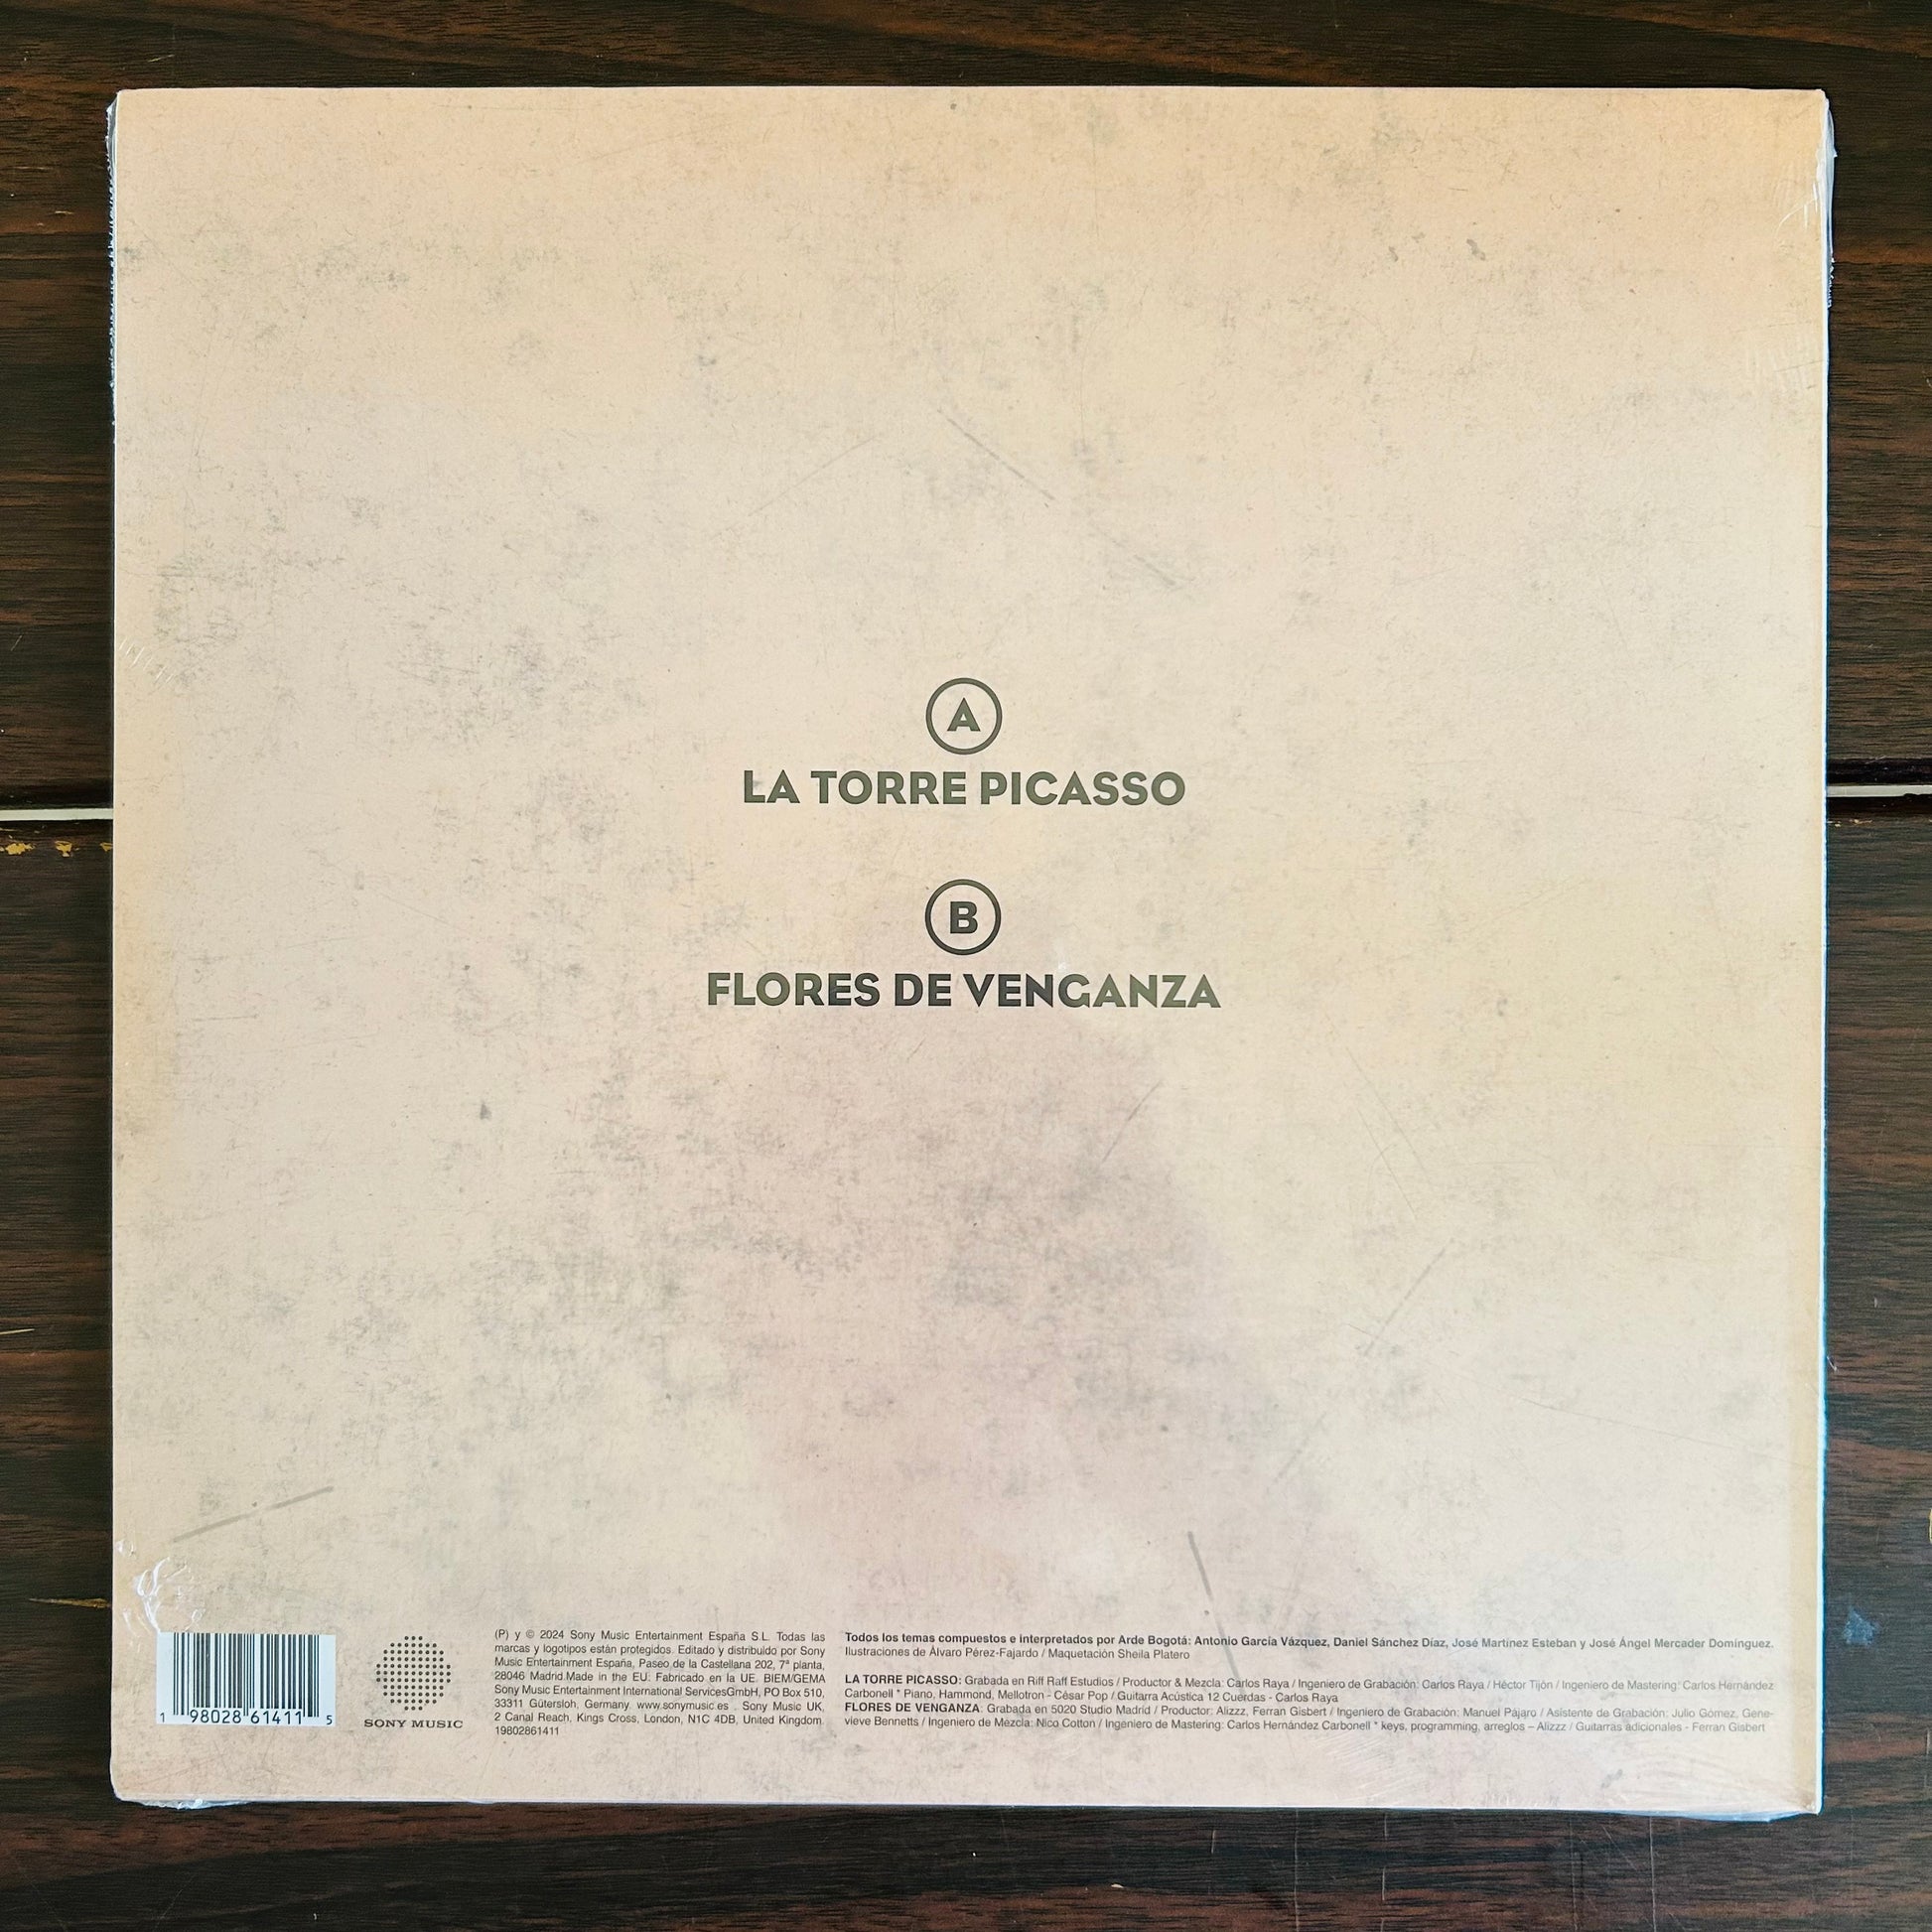 A
LA TORRE PICASSO
B
FLORES DE VENGANZA
1 98028 61411 5
SONY MUSIC
(P) y © 2024 Sony Music Entertainment España S.L. Todas las
marcas y logotipos están protegidos. Editado y distribuido por Sony
Music Entertainment España, Paseo de la Castellana 202, 7ª planta,
28046 Madrid.Made in the EU. Fabricado en la UE. BIEM/GEMA
Sony Music Entertainment International ServicesGmbH, PO Box 510,
33311 Gütersloh, Germany. www.sonymusic.es . Sony Music UK,
2 Canal Reach, Kings Cross, London, N1C 4DB, United Kingdom.
19802861411
Todos los temas compuestos e interpretados por Arde Bogotá: Antonio García Vázquez, Daniel Sánchez Díaz, José Martínez Esteban y José Ángel Mercader Domínguez.
Ilustraciones de Álvaro Pérez-Fajardo / Maquetación Sheila Platero
LA TORRE PICASSO: Grabada en Riff Raff Estudios / Productor & Mezcla: Carlos Raya / Ingeniero de Grabación: Carlos Raya / Héctor Tijón / Ingeniero de Mastering: Carlos Hernández
Carbonell * Piano, Hammond, Mellotron - César Pop / Guitarra Acústica 12 Cuerdas - Carlos Raya
FLORES DE VENGANZA: Grabada en 5020 Studio Madrid / Productor: Alizzz, Ferran Gisbert / Ingeniero de Grabación: Manuel Pájaro / Asistente de Grabación: Julio Gómez, Gene-
vieve Bennetts / Ingeniero de Mezcla: Nico Cotton / Ingeniero de Mastering: Carlos Hernández Carbonell * keys, programming, arreglos – Alizzz / Guitarras adicionales - Ferran Gisbert